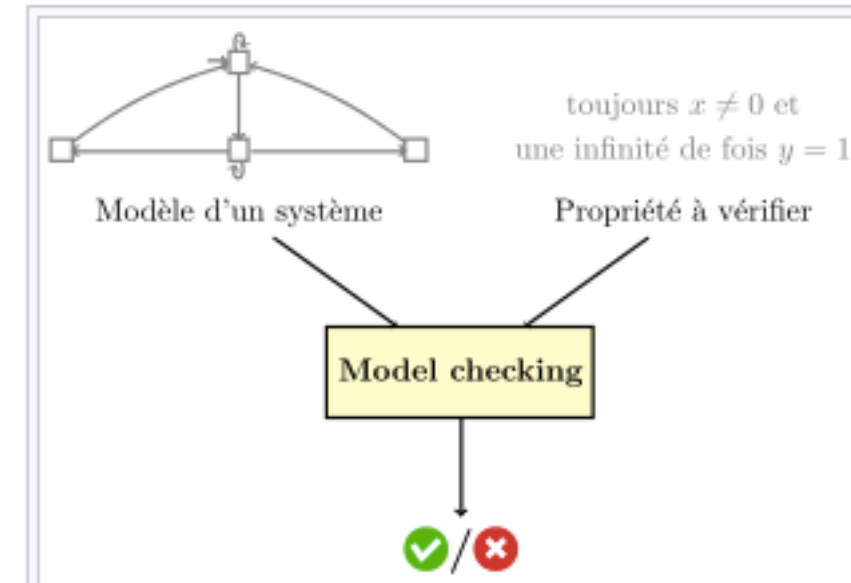 toujours x ≠ 0 et
une infinité de fois y = 1
Modèle d'un système
Propriété à vérifier
Model checking
/